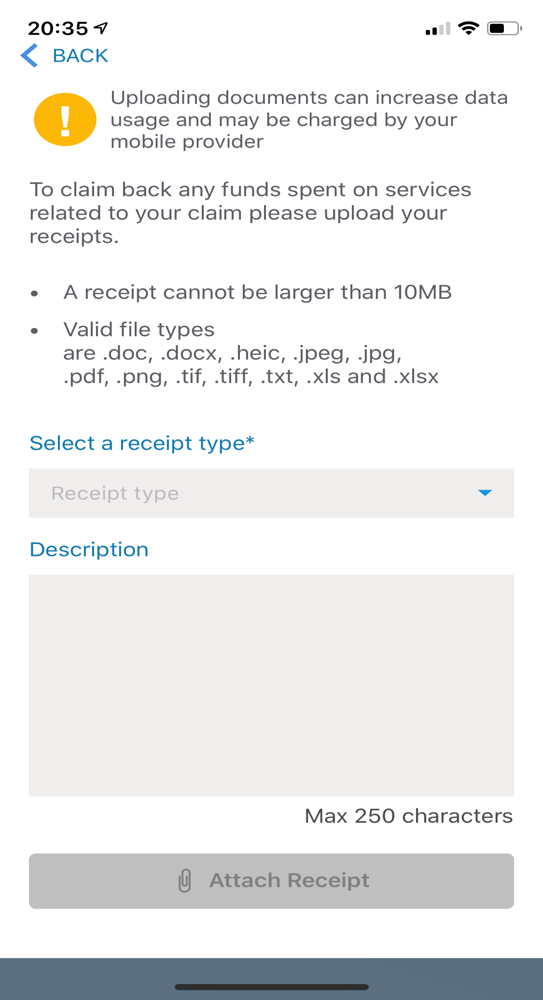 20:35
BACK
Uploading documents can increase data
usage and may be charged by your
mobile provider
To claim back any funds spent on services
related to your claim please upload your
receipts.
• A receipt cannot be larger than 10MB
• Valid file types
are .doc, .docx, .heic, .jpeg, .jpg,
.pdf, .png, .tif, .tiff, .txt, .xls and .xlsx
Select a receipt type*
Receipt type
Description
Max 250 characters
Attach Receipt